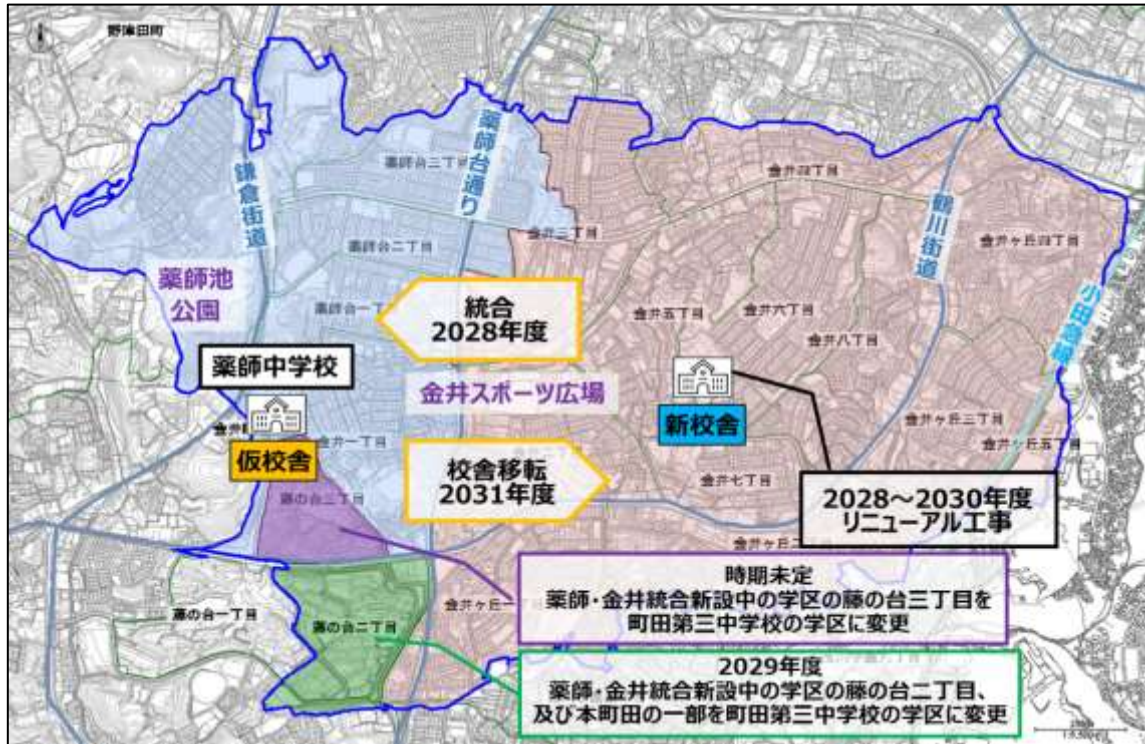 野津田町
薬師台三丁目
薬師台通り
鎌倉街道
金井四丁目
金井三丁目
鶴川街道
金井ヶ丘四丁目
薬師台二丁目
薬師池
公園
薬師台一丁目
統合
2028年度
金井五丁目
金井六丁目
金井八丁目
小田急線
薬師中学校
金井スポーツ広場
新校舎
金井ヶ丘三丁目
金井ヶ丘五丁目
仮校舎
金井一丁目
校舎移転
2031年度
金井七丁目
藤の台三丁目
2028～2030年度
リニューアル工事
時期未定
薬師・金井統合新設中の学区の藤の台三丁目を
町田第三中学校の学区に変更
藤の台一丁目
藤の台二丁目
金井ヶ丘一丁目
2029年度
薬師・金井統合新設中の学区の藤の台二丁目、
及び本町田の一部を町田第三中学校の学区に変更